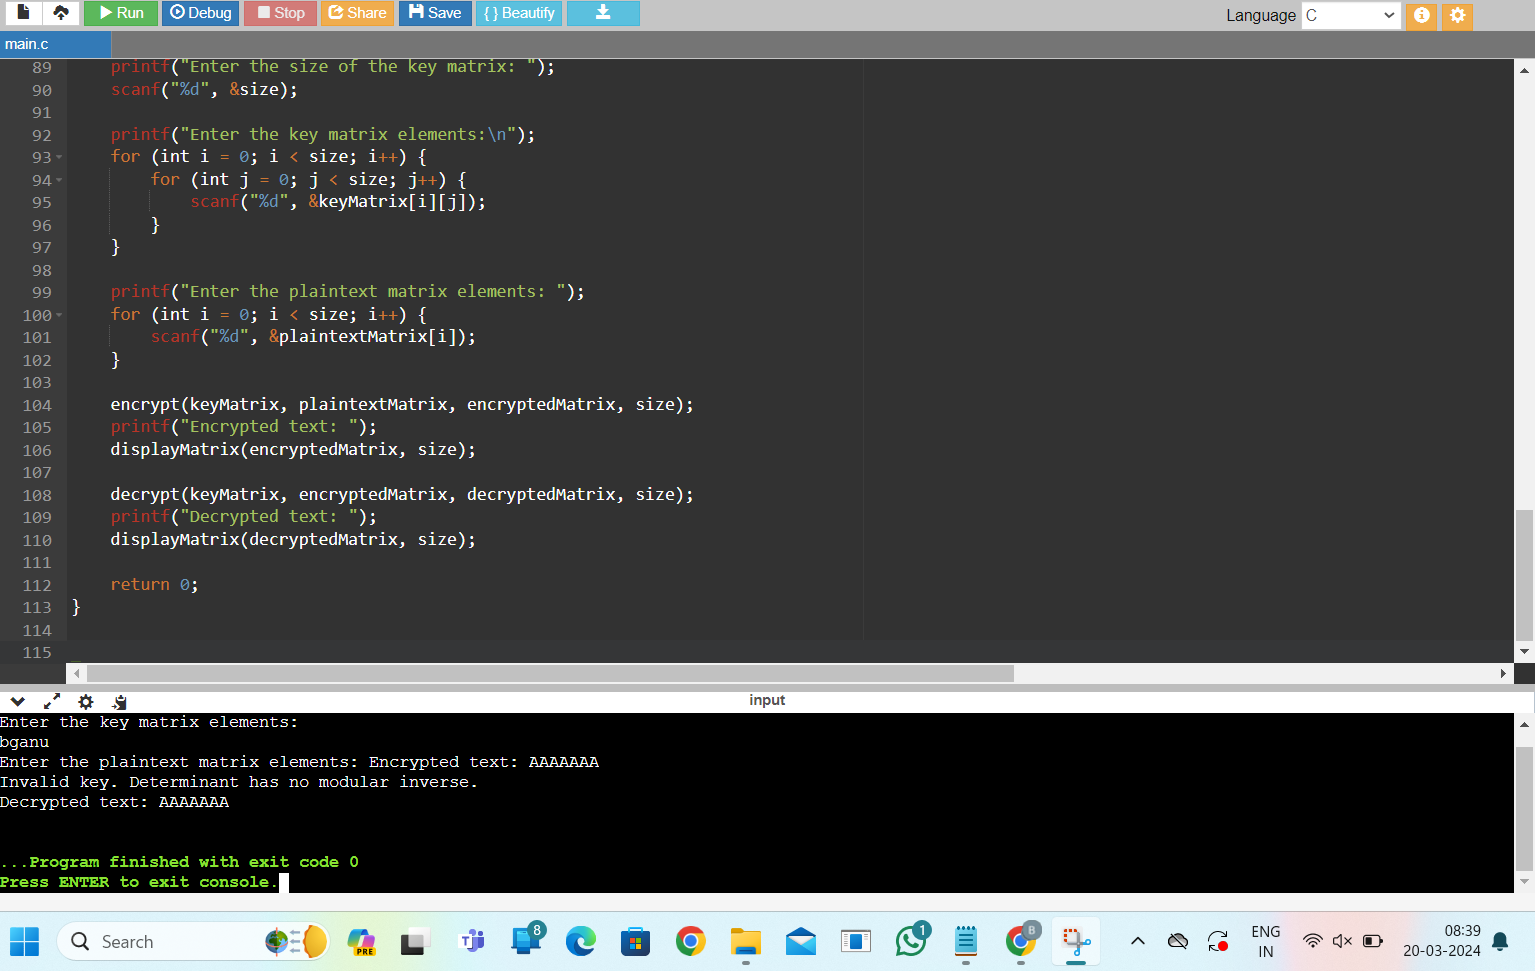 Run Debug Stop Share Save { } Beautify Language C
main.c
89 printf("Enter the size of the key matrix: ");
90 scanf("%d", &size);
91
92 printf("Enter the key matrix elements:\n");
93 for (int i = 0; i < size; i++) {
94 for (int j = 0; j < size; j++) {
95 scanf("%d", &keyMatrix[i][j]);
96 }
97 }
98
99 printf("Enter the plaintext matrix elements: ");
100 for (int i = 0; i < size; i++) {
101 scanf("%d", &plaintextMatrix[i]);
102 }
103
104 encrypt(keyMatrix, plaintextMatrix, encryptedMatrix, size);
105 printf("Encrypted text: ");
106 displayMatrix(encryptedMatrix, size);
107
108 decrypt(keyMatrix, encryptedMatrix, decryptedMatrix, size);
109 printf("Decrypted text: ");
110 displayMatrix(decryptedMatrix, size);
111
112 return 0;
113 }
114
115
input
Enter the key matrix elements:
bganu
Enter the plaintext matrix elements: Encrypted text: AAAAAAA
Invalid key. Determinant has no modular inverse.
Decrypted text: AAAAAAA
...Program finished with exit code 0
Press ENTER to exit console.
Search PRE 8 1 B ENG IN 08:39
20-03-2024